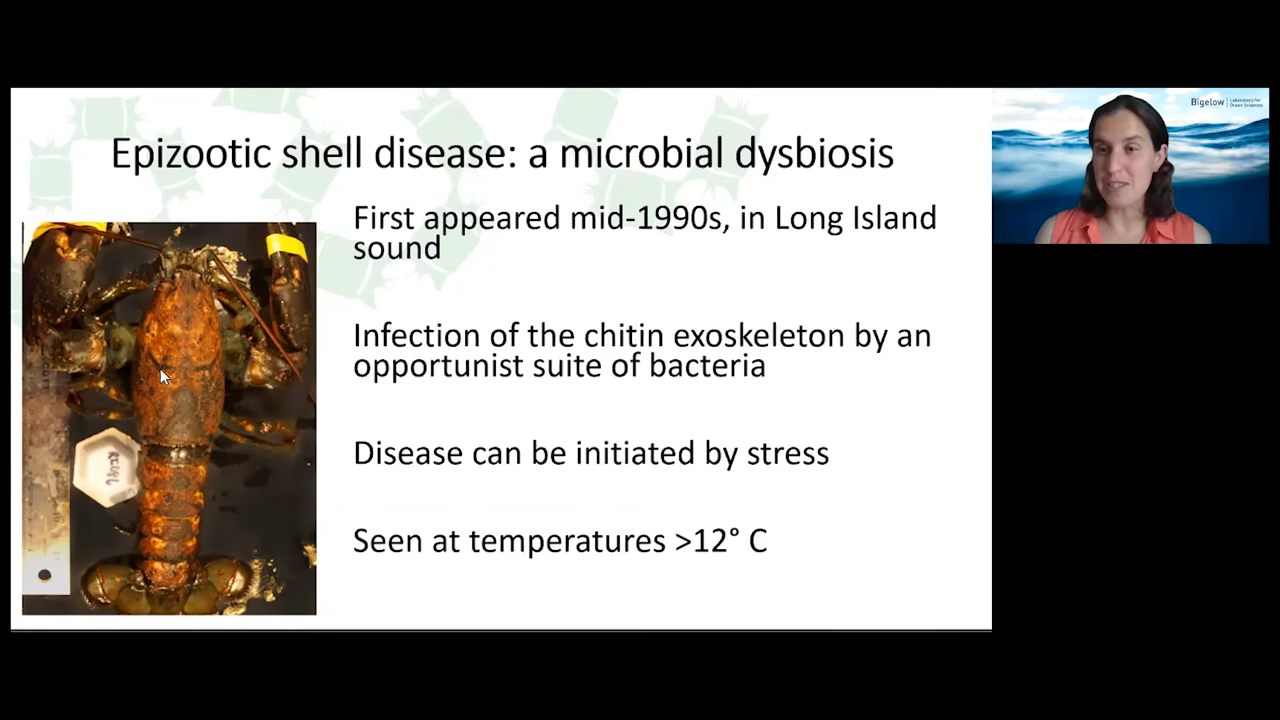 Epizootic shell disease: a microbial dysbiosis
First appeared mid-1990s, in Long Island
sound
Infection of the chitin exoskeleton by an
opportunist suite of bacteria
Disease can be initiated by stress
Seen at temperatures >12° C
Bigelow
Laboratory for
Ocean Sciences